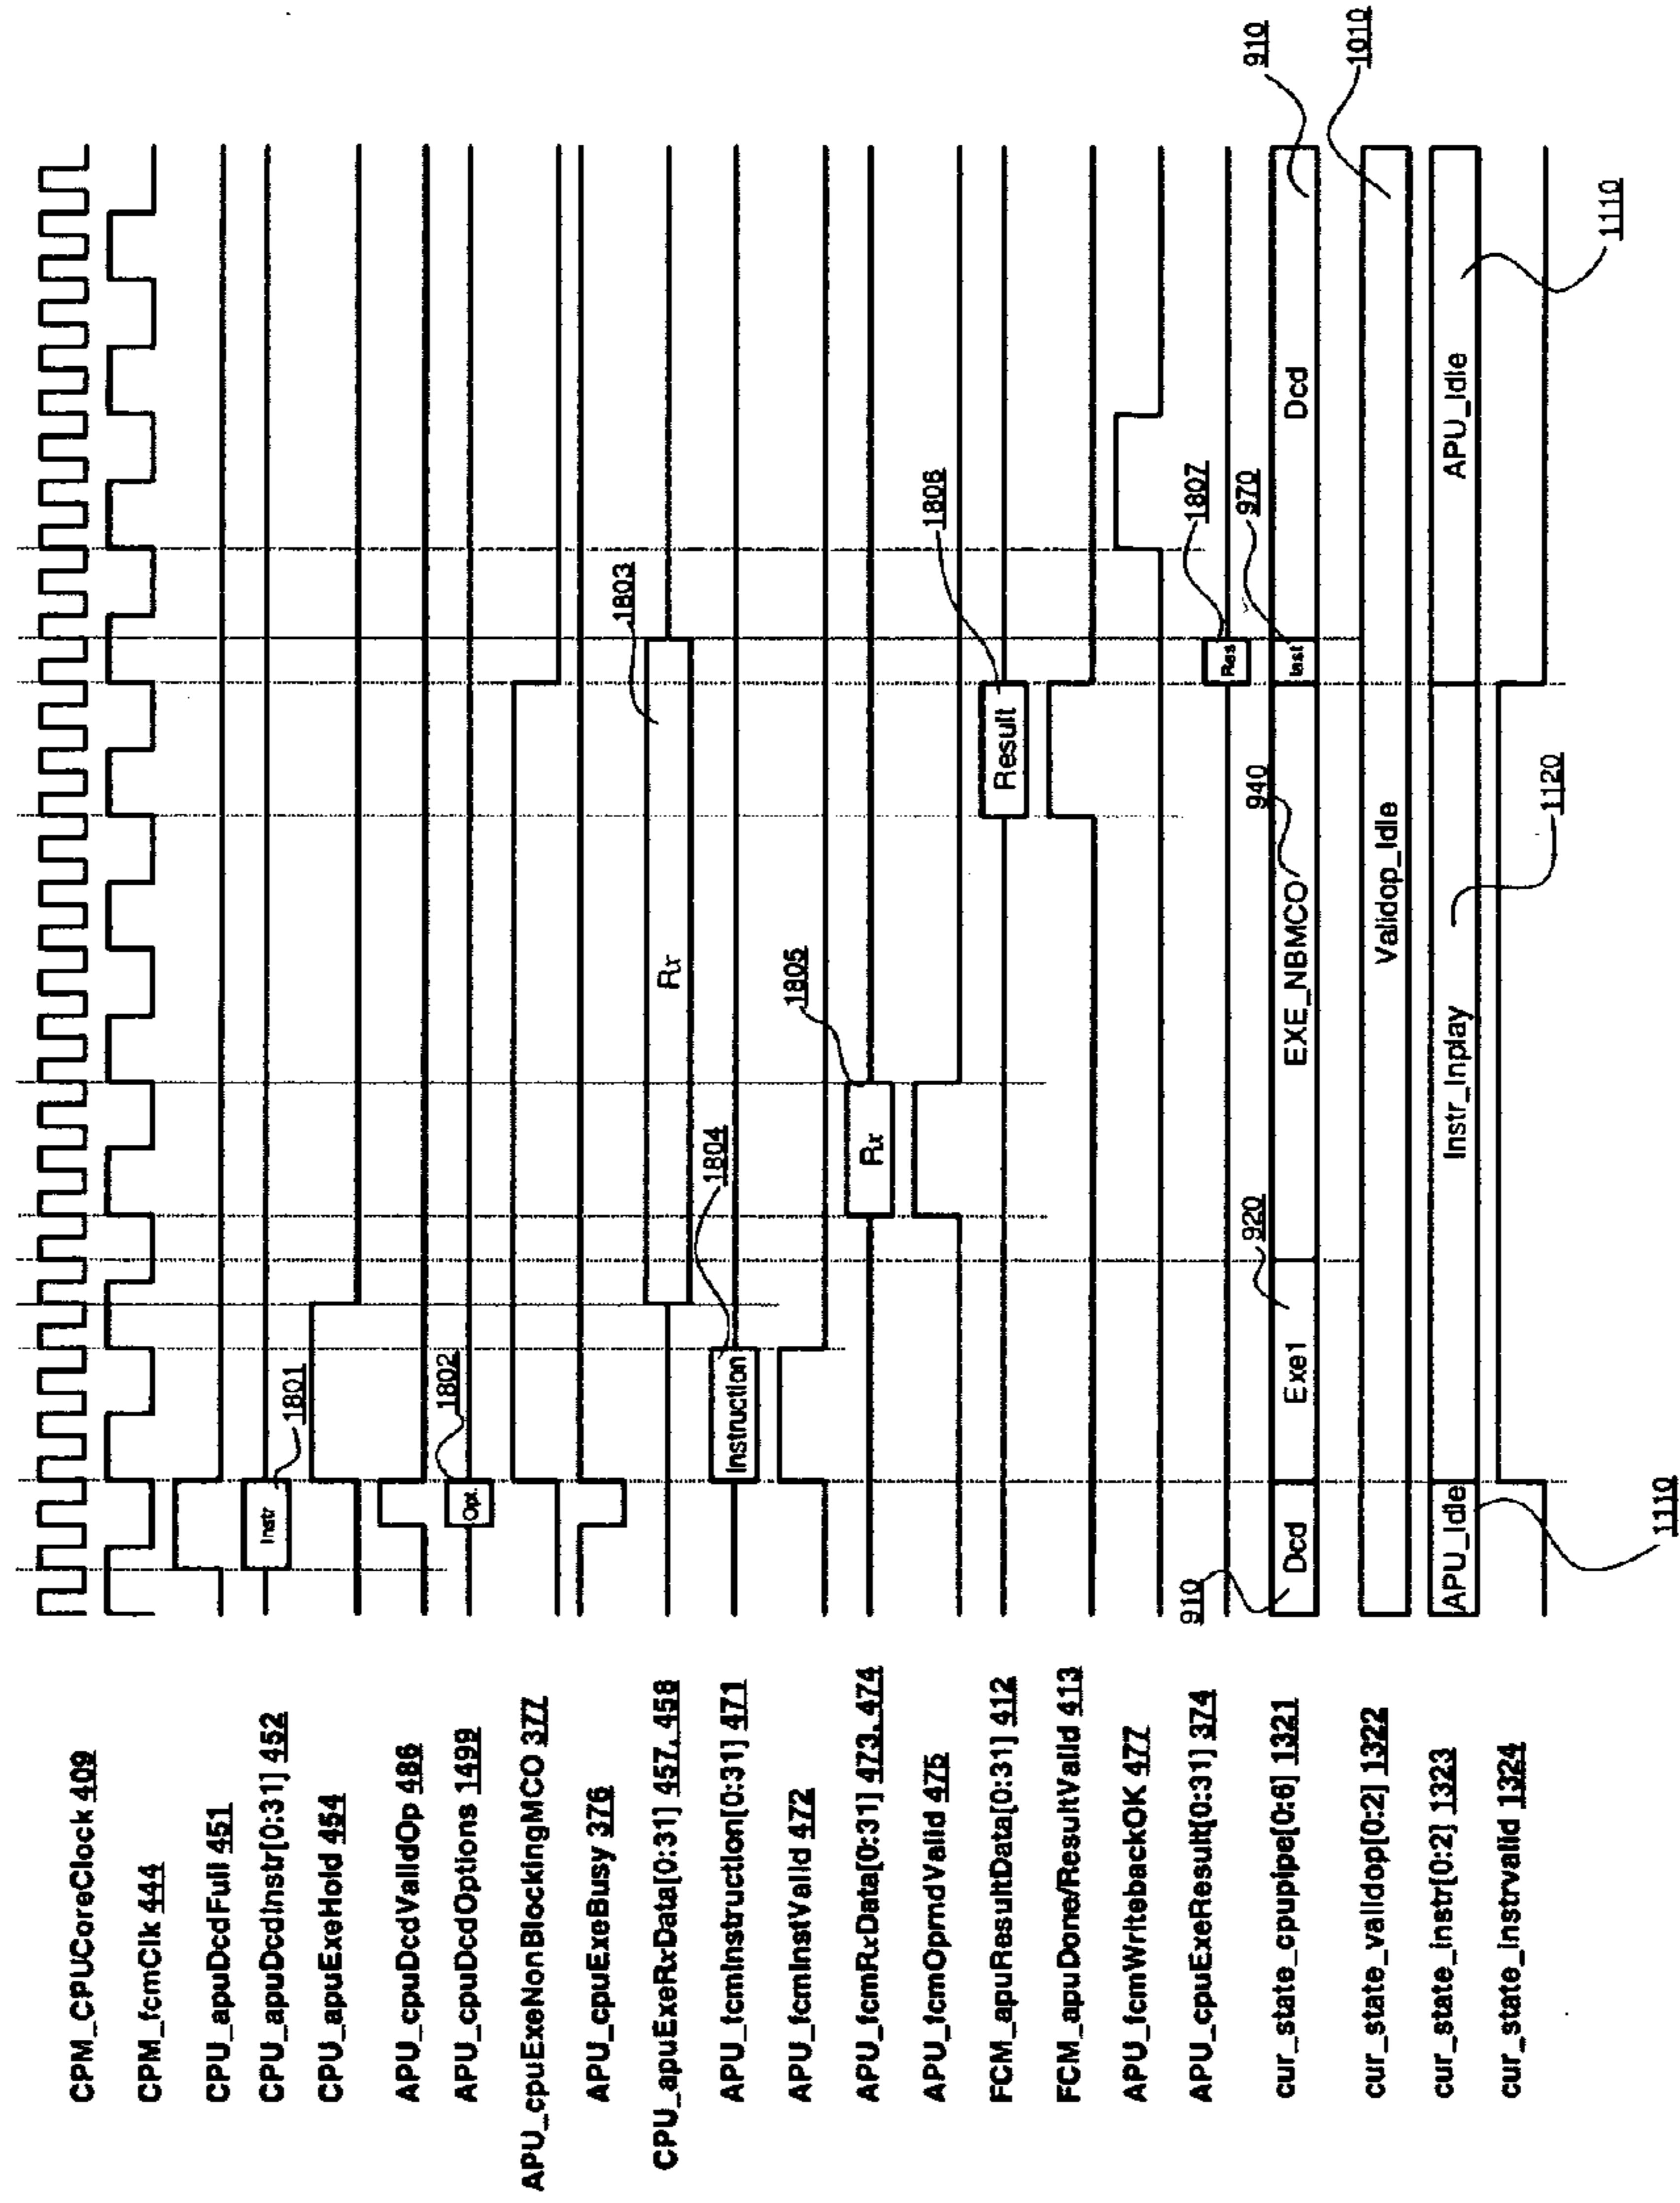 CPM_CPUCoreClock 409
CPM_fcmClk 444
CPU_apuDcdFull 451
CPU_apuDcdInstr[0:31] 452
Instr
1801
CPU_apuExeHold 454
APU_cpuDcdValidOp 486
APU_cpuDcdOptions 1499
Opt.
1802
APU_cpuExeNonBlockingMCO 377
APU_cpuExeBusy 376
CPU_apuExeRxData[0:31] 457, 458
Rx
1803
APU_fcmInstruction[0:31] 471
Instruction
1804
APU_fcmInstValid 472
APU_fcmRxData[0:31] 473, 474
Rx
1805
APU_fcmOprndValid 475
FCM_apuResultData[0:31] 412
Result
1806
FCM_apuDone/ResultValid 413
APU_fcmWritebackOK 477
APU_cpuExeResult[0:31] 374
Res
1807
cur_state_cpupipe[0:6] 1321
910
Dcd
Exe1
920
EXE_NBMCO
940
last
970
Dcd
910
cur_state_validop[0:2] 1322
Validop_Idle
1010
cur_state_instr[0:2] 1323
APU_Idle
1110
Instr_Inplay
1120
APU_Idle
1110
cur_state_instrvalid 1324